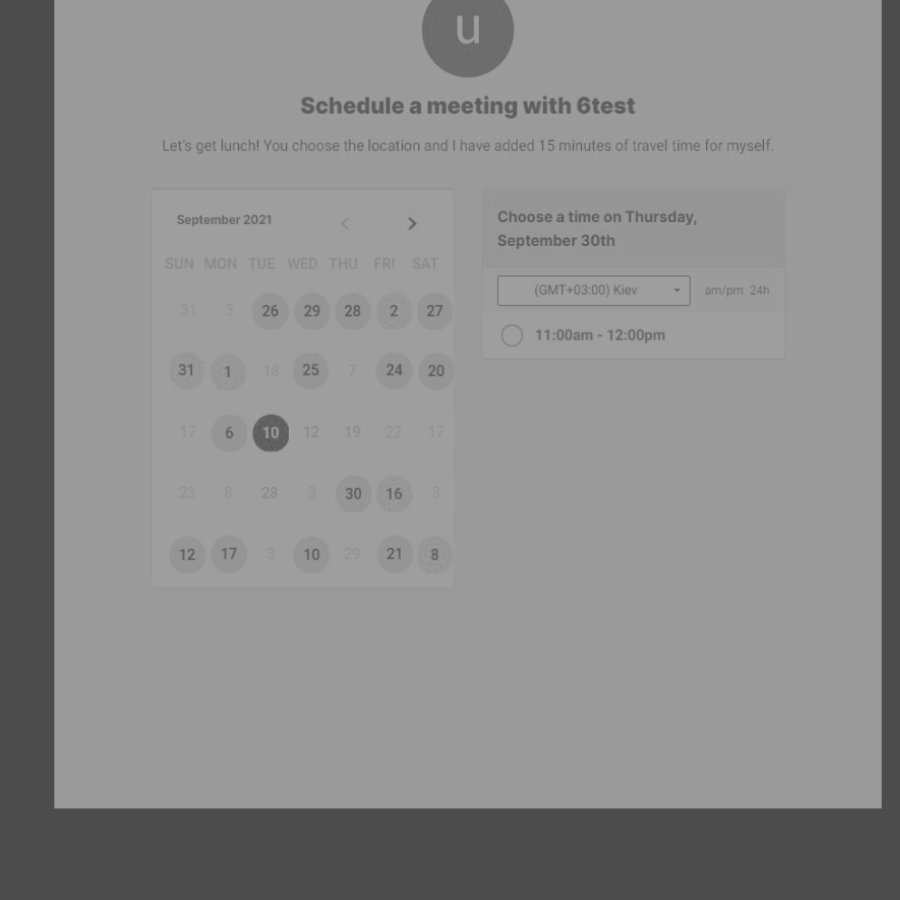 u
Schedule a meeting with 6test
Let's get lunch! You choose the location and I have added 15 minutes of travel time for myself.
September 2021
SUN MON TUE WED THU FRI SAT
31 3 26 29 28 2 27
31 1 18 25 7 24 20
17 6 10 12 19 22 17
23 8 28 3 30 16 3
12 17 3 10 29 21 8
Choose a time on Thursday,
September 30th
(GMT+03:00) Kiev am/pm 24h
11:00am - 12:00pm